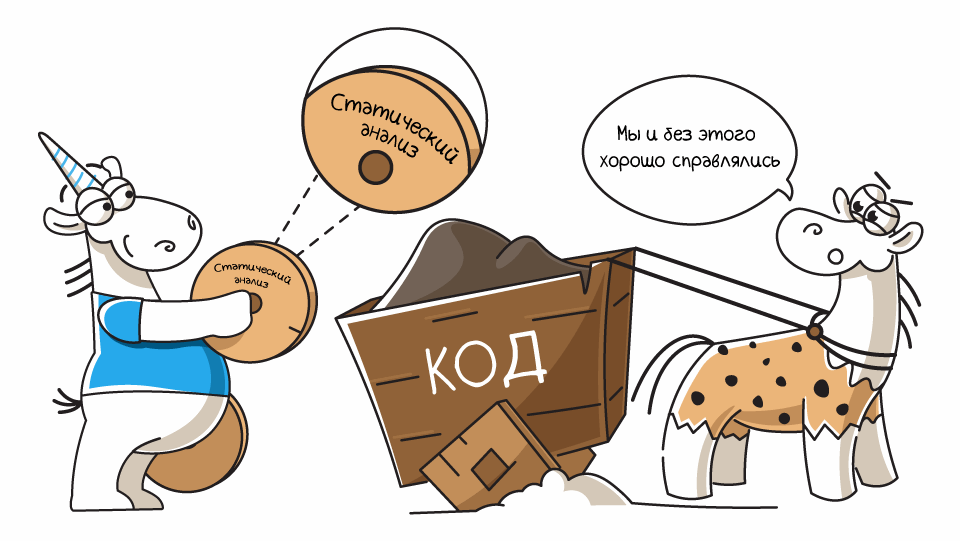 Статический
анализ
Мы и без этого
хорошо справлялись
Статический
анализ
КОД